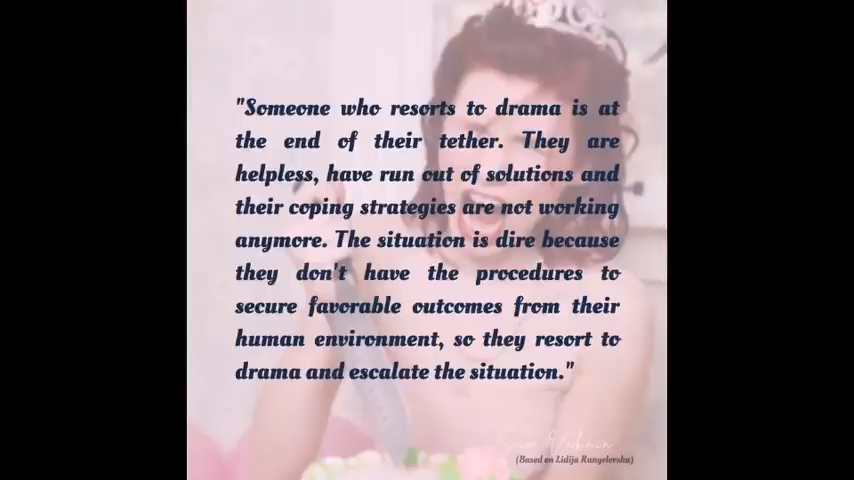 "Someone who resorts to drama is at
the end of their tether. They are
helpless, have run out of solutions and
their coping strategies are not working
anymore. The situation is dire because
they don't have the procedures to
secure favorable outcomes from their
human environment, so they resort to
drama and escalate the situation."
(Based on Lidija Rangelovska)